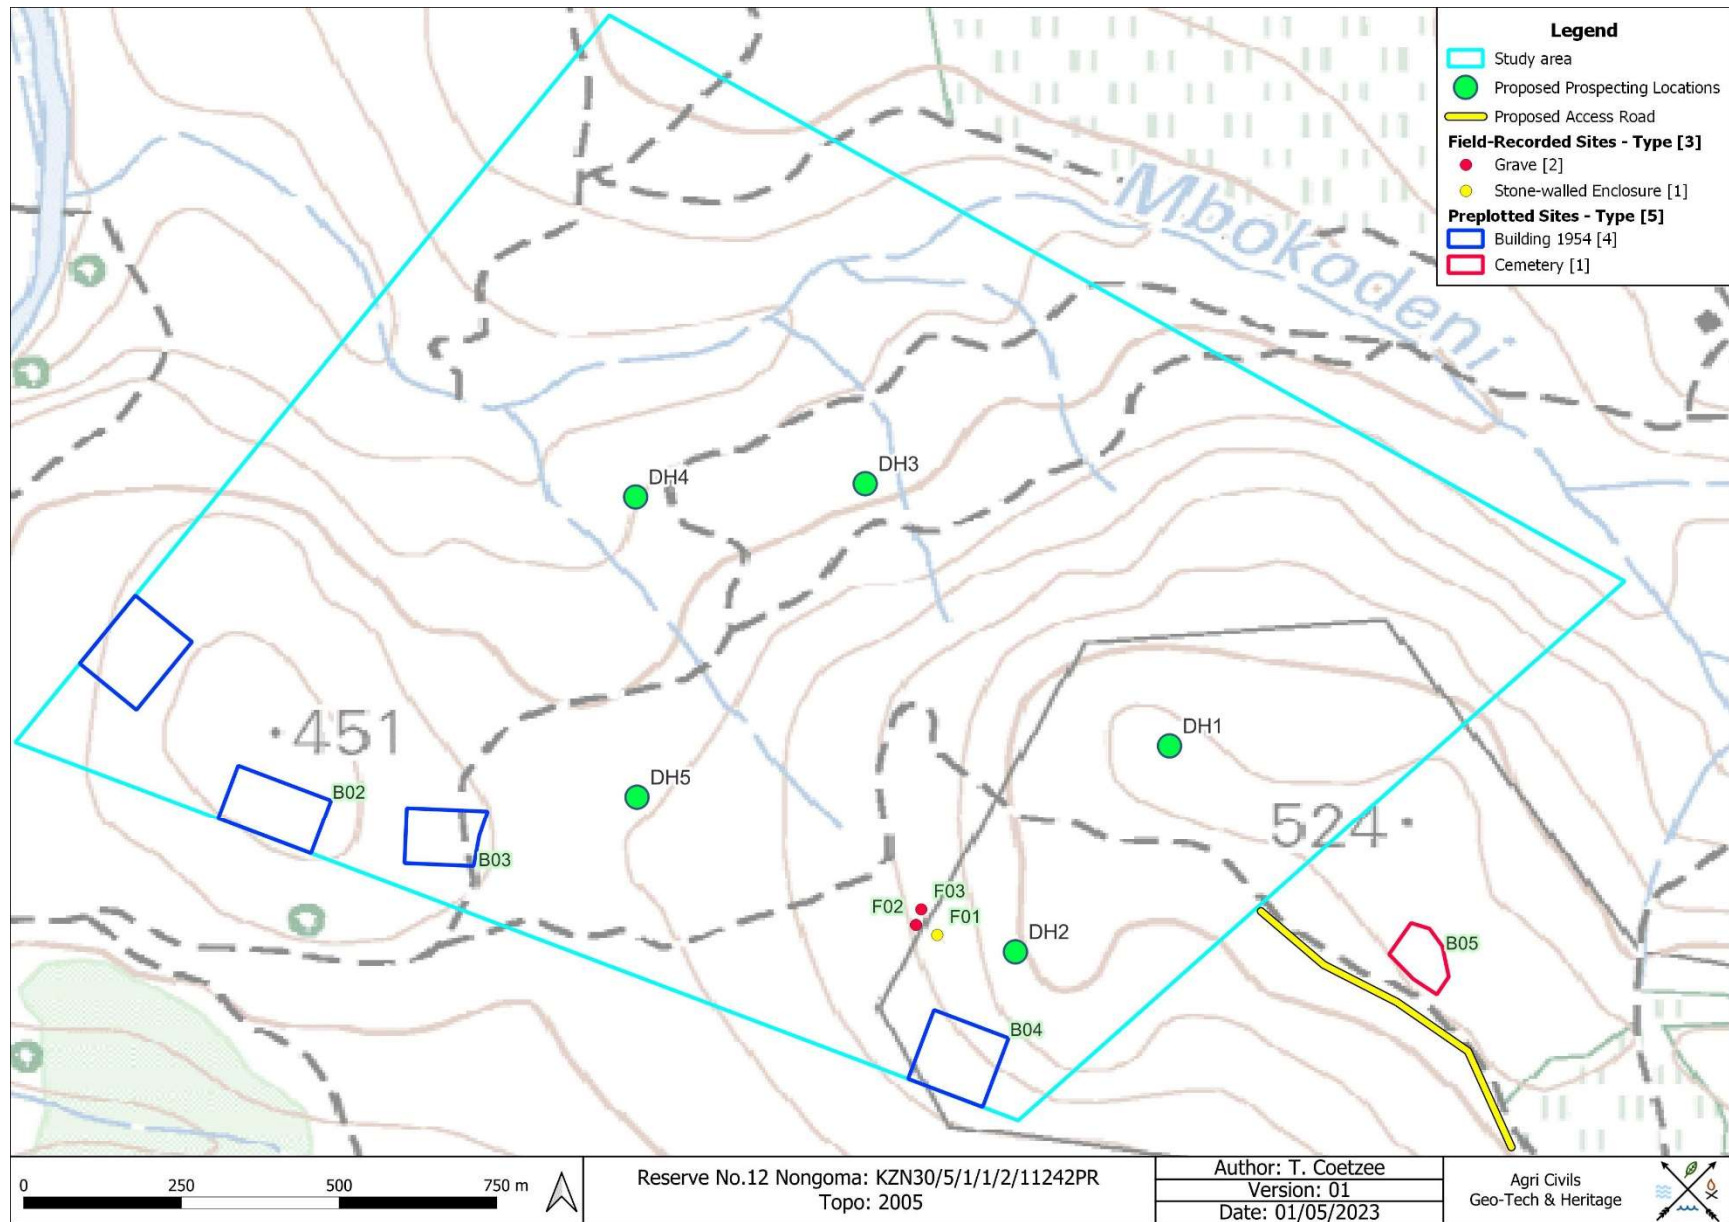 Legend
Study area
Proposed Prospecting Locations
Proposed Access Road
Field-Recorded Sites - Type [3]
Grave [2]
Stone-walled Enclosure [1]
Preplotted Sites - Type [5]
Building 1954 [4]
Cemetery [1]
Mbokodeni
DH4
DH3
451
DH1
B02
DH5
524
B03
F03
F02
F01
DH2
B05
B04
0 250 500 750 m
Reserve No.12 Nongoma: KZN30/5/1/1/2/11242PR
Topo: 2005
Author: T. Coetzee
Version: 01
Date: 01/05/2023
Agri Civils
Geo-Tech & Heritage